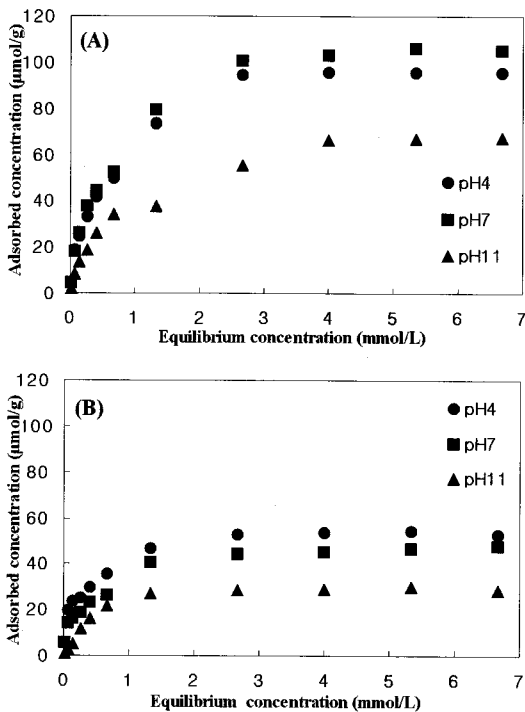 (A)
Adsorbed concentration (μmol/g)
120
100
80
60
40
20
0
pH4
pH7
pH11
0 1 2 3 4 5 6 7
Equilibrium concentration (mmol/L)
(B)
Adsorbed concentration (μmol/g)
120
100
80
60
40
20
0
pH4
pH7
pH11
0 1 2 3 4 5 6 7
Equilibrium concentration (mmol/L)